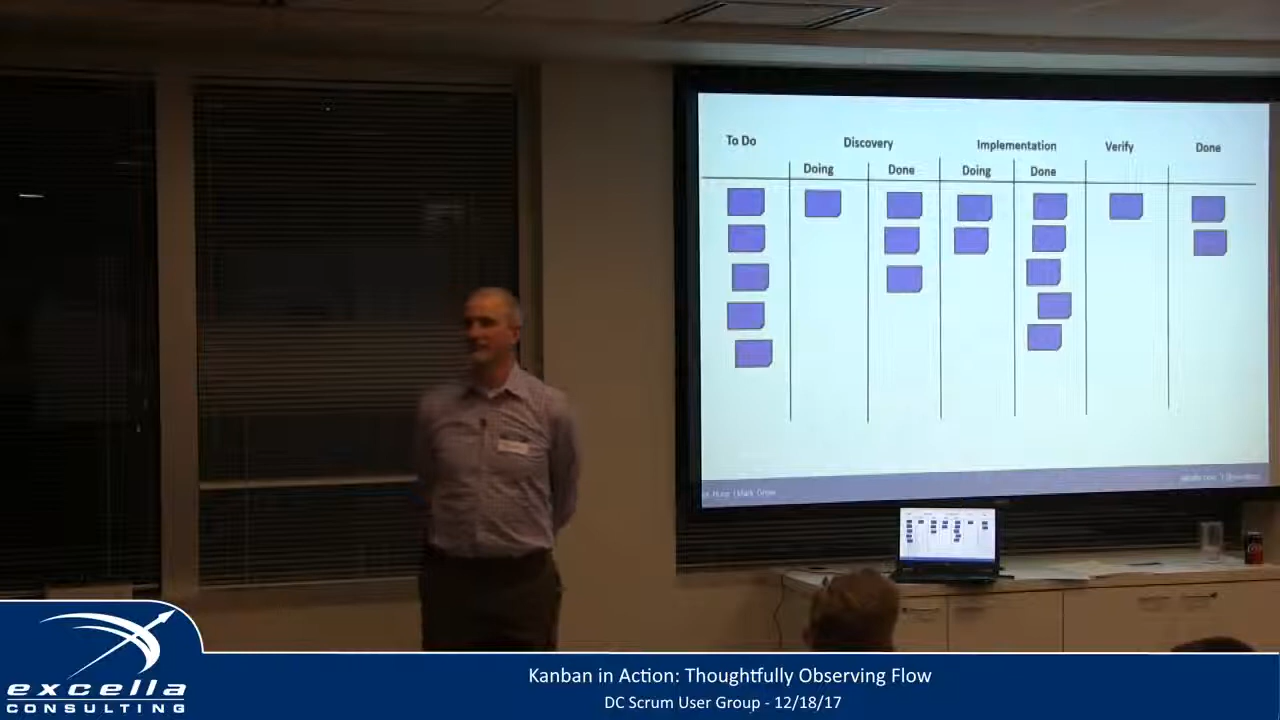 To Do
Discovery
Implementation
Verify
Done
Doing
Done
Doing
Done
excella
CONSULTING
Kanban in Action: Thoughtfully Observing Flow
DC Scrum User Group - 12/18/17